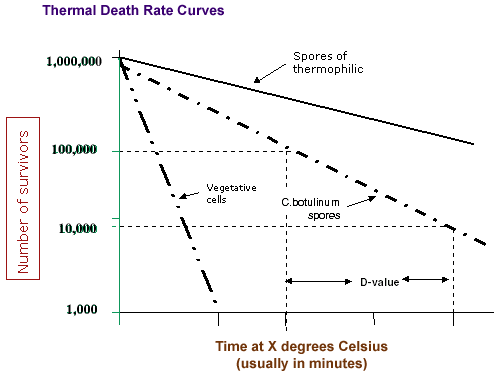 Thermal Death Rate Curves
1,000,000
Spores of
thermophilic
100,000
Number of survivors
Vegetative
cells
C.botulinum
spores
10,000
D-value
1,000
Time at X degrees Celsius
(usually in minutes)